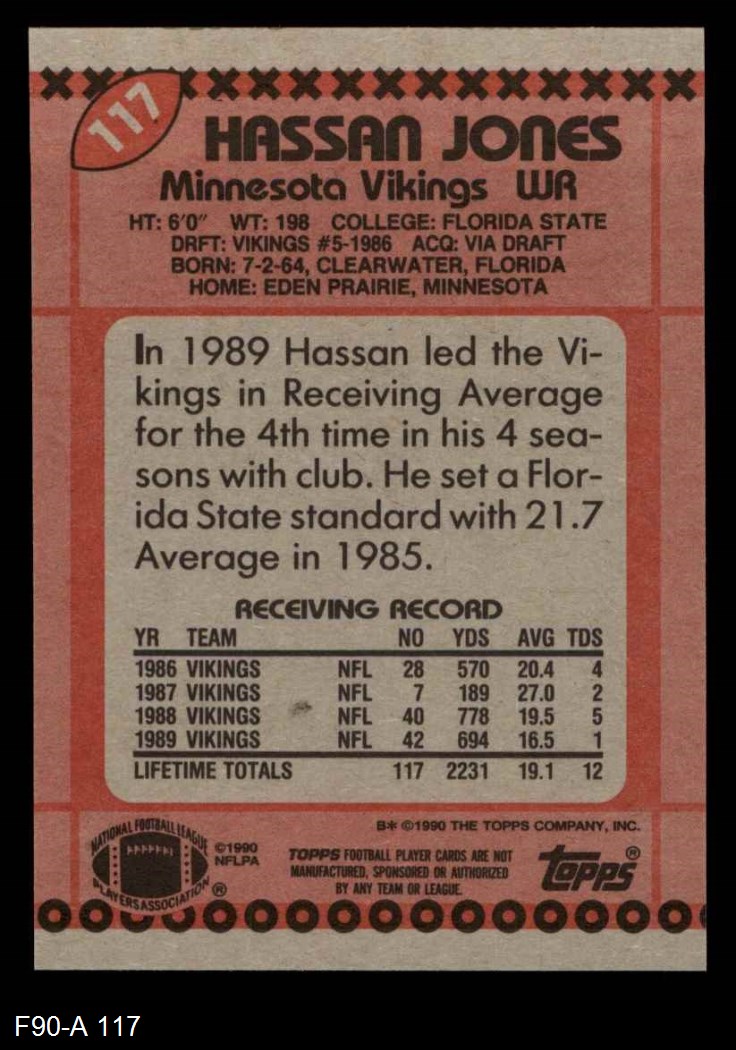 117
HASSAN JONES
Minnesota Vikings WR
HT: 6'0" WT: 198 COLLEGE: FLORIDA STATE
DRFT: VIKINGS #5-1986 ACQ: VIA DRAFT
BORN: 7-2-64, CLEARWATER, FLORIDA
HOME: EDEN PRAIRIE, MINNESOTA
In 1989 Hassan led the Vi-
kings in Receiving Average
for the 4th time in his 4 sea-
sons with club. He set a Flor-
ida State standard with 21.7
Average in 1985.
RECEIVING RECORD
YR TEAM NO YDS AVG TDS
1986 VIKINGS NFL 28 570 20.4 4
1987 VIKINGS NFL 7 189 27.0 2
1988 VIKINGS NFL 40 778 19.5 5
1989 VIKINGS NFL 42 694 16.5 1
LIFETIME TOTALS 117 2231 19.1 12
B* ©1990 THE TOPPS COMPANY, INC.
NATIONAL FOOTBALL LEAGUE
PLAYERS ASSOCIATION ®
©1990
NFLPA
TOPPS FOOTBALL PLAYER CARDS ARE NOT
MANUFACTURED, SPONSORED OR AUTHORIZED
BY ANY TEAM OR LEAGUE.
topps®
F90-A 117